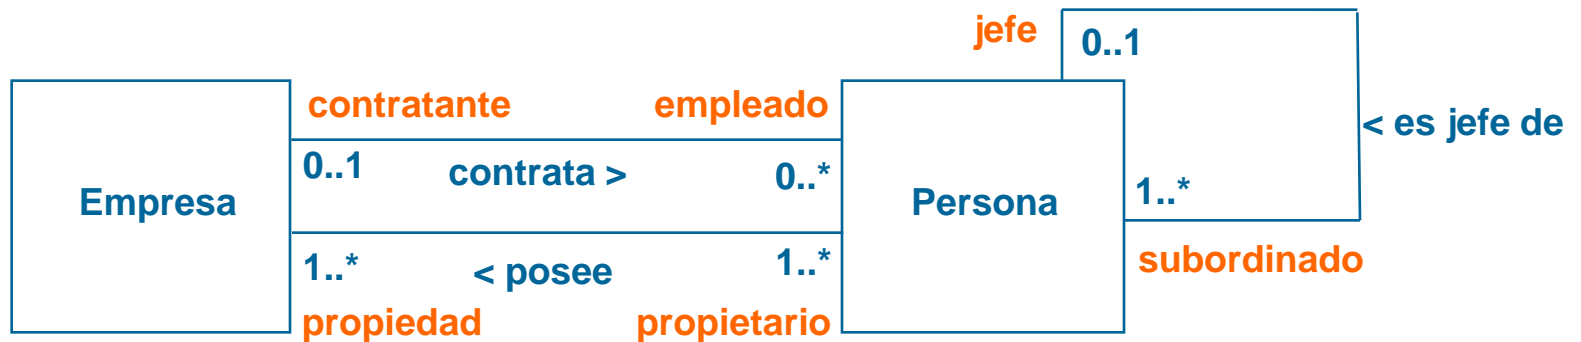 jefe
0..1
contratante
empleado
< es jefe de
0..1
contrata >
0..*
Empresa
Persona
1..*
1..*
< posee
1..*
subordinado
propiedad
propietario